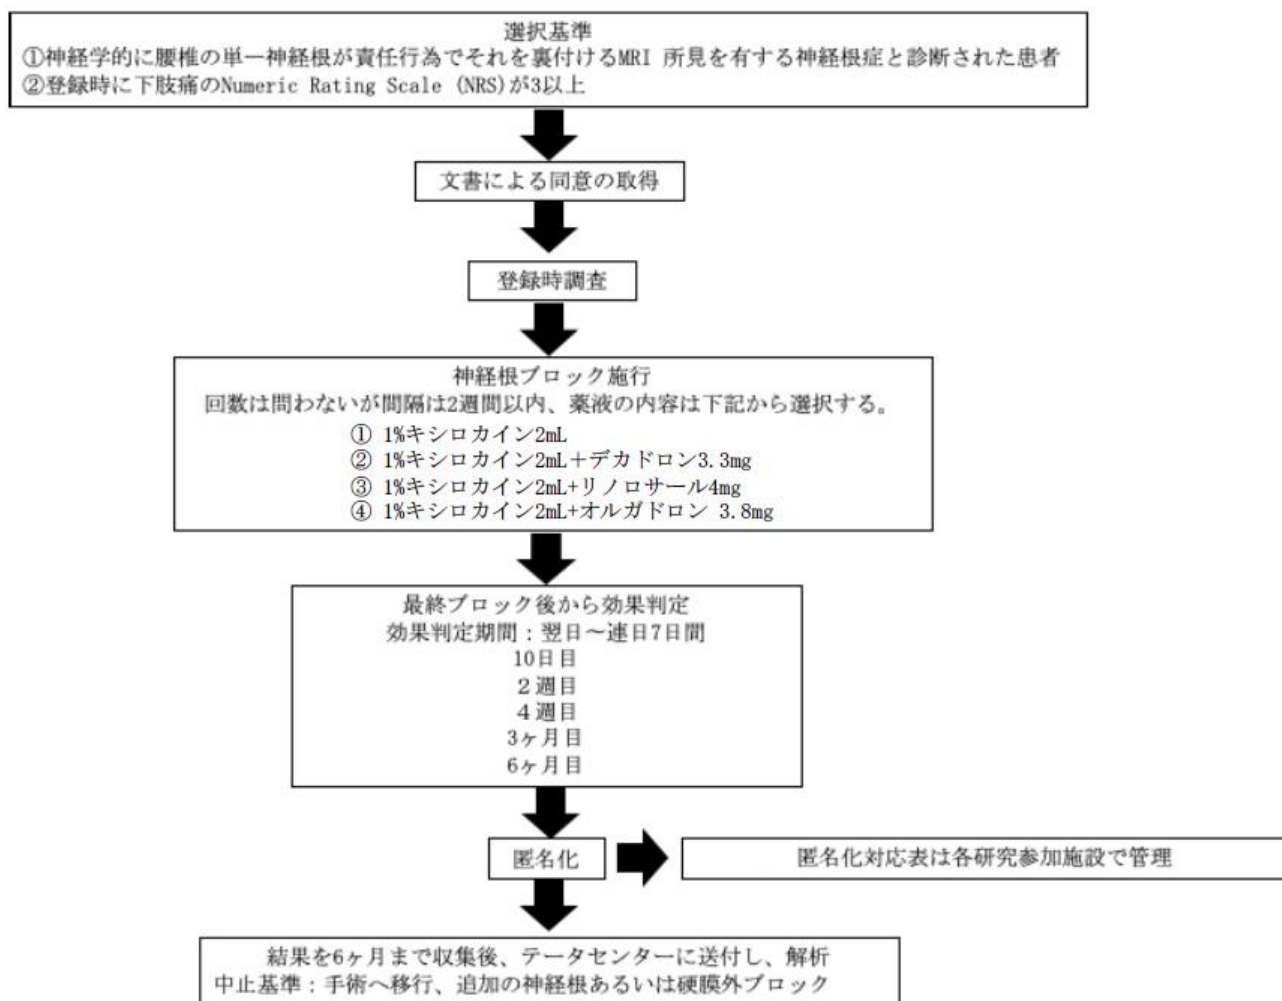 選択基準
①神経学的に腰椎の単一神経根が責任行為でそれを裏付けるMRI 所見を有する神経根症と診断された患者
②登録時に下肢痛のNumeric Rating Scale (NRS)が3以上
文書による同意の取得
登録時調査
神経根ブロック施行
回数は問わないが間隔は2週間以内、薬液の内容は下記から選択する。
① 1%キシロカイン2mL
② 1%キシロカイン2mL＋デカドロン3.3mg
③ 1%キシロカイン2mL+リノロサール4mg
④ 1%キシロカイン2mL+オルガドロン 3.8mg
最終ブロック後から効果判定
効果判定期間：翌日～連日7日間
10日目
２週目
４週目
3ヶ月目
6ヶ月目
匿名化
匿名化対応表は各研究参加施設で管理
結果を6ヶ月まで収集後、テータセンターに送付し、解析
中止基準：手術へ移行、追加の神経根あるいは硬膜外ブロック